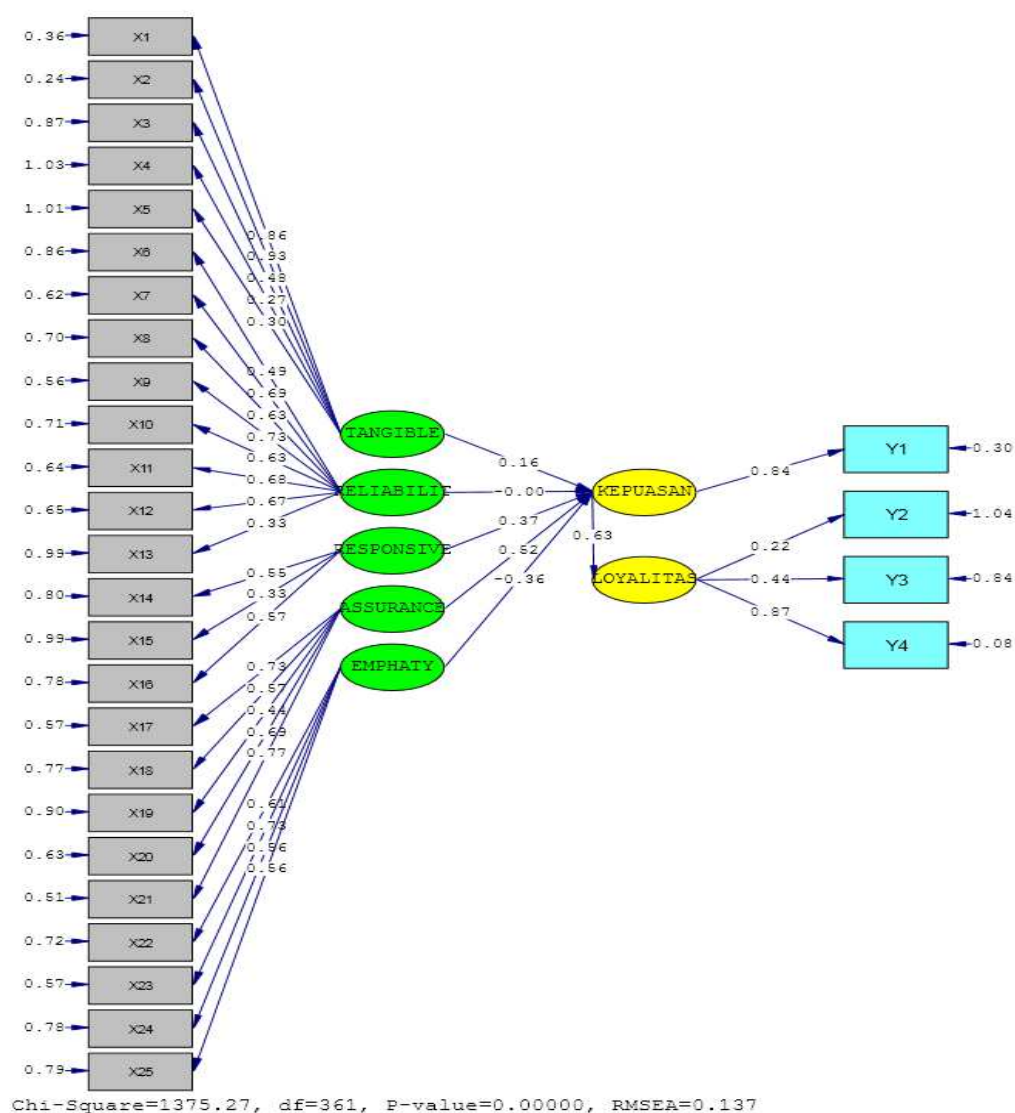 0.36 X1
0.24 X2
0.87 X3
1.03 X4
1.01 X5
0.86 X6
0.62 X7
0.70 X8
0.56 X9
0.71 X10
0.64 X11
0.65 X12
0.99 X13
0.80 X14
0.99 X15
0.78 X16
0.57 X17
0.77 X18
0.90 X19
0.63 X20
0.51 X21
0.72 X22
0.57 X23
0.78 X24
0.79 X25
0.86
0.93
0.48
0.27
0.30
0.49
0.69
0.63
0.73
0.63
0.68
0.67
0.33
0.55
0.33
0.57
0.73
0.57
0.44
0.69
0.77
0.61
0.73
0.56
0.56
TANGIBLE
RELIABILIT
RESPONSIVE
ASSURANCE
EMPHATY
0.16
-0.00
0.37
0.52
-0.36
KEPUASAN
0.63
LOYALITAS
0.84
0.22
0.44
0.87
Y1 0.30
Y2 1.04
Y3 0.84
Y4 0.08
Chi-Square=1375.27, df=361, P-value=0.00000, RMSEA=0.137